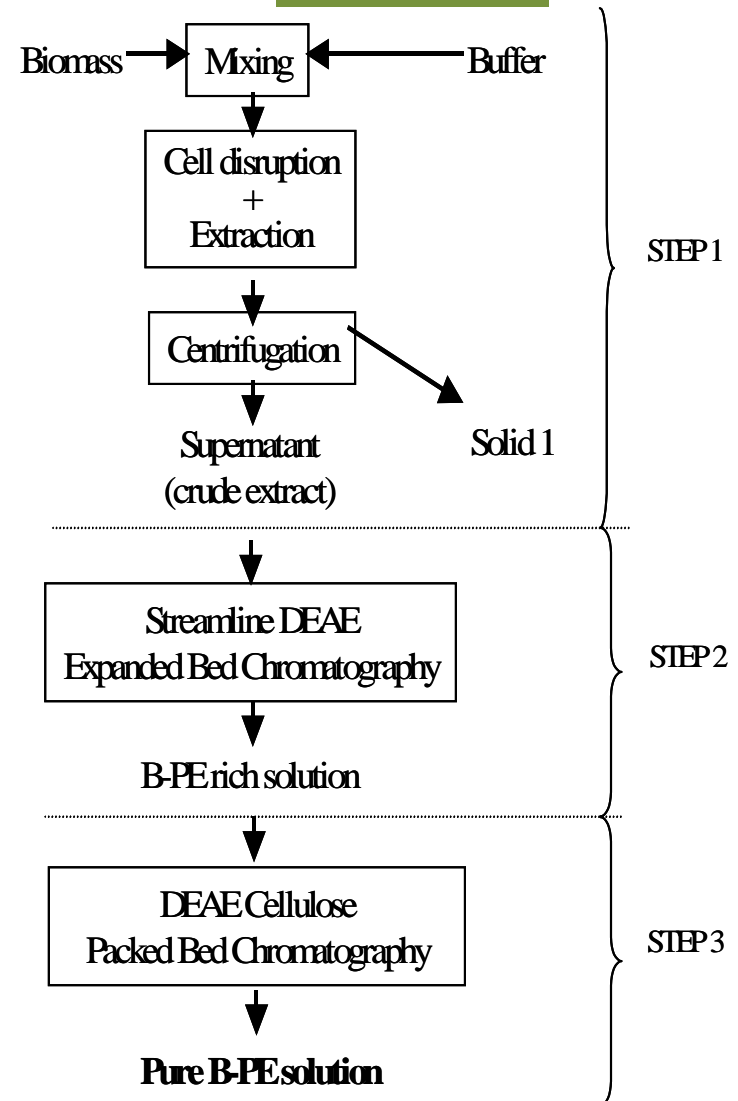 Biomass
Mixing
Buffer
Cell disruption
+
Extraction
STEP 1
Centrifugation
Supernatant
(crude extract)
Solid 1
Streamline DEAE
Expanded Bed Chromatography
STEP 2
B-PE rich solution
DEAE Cellulose
Packed Bed Chromatography
STEP 3
Pure B-PE solution